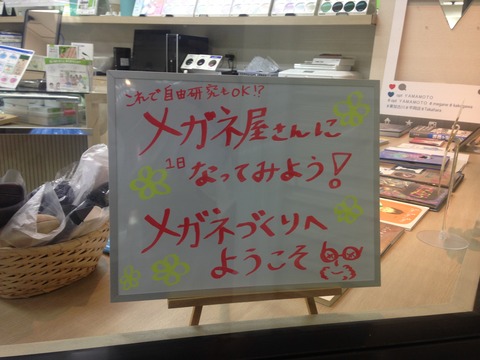 これで自由研究もOK!?
メガネ屋さんに
1日なってみよう！
メガネづくりへ
ようこそ